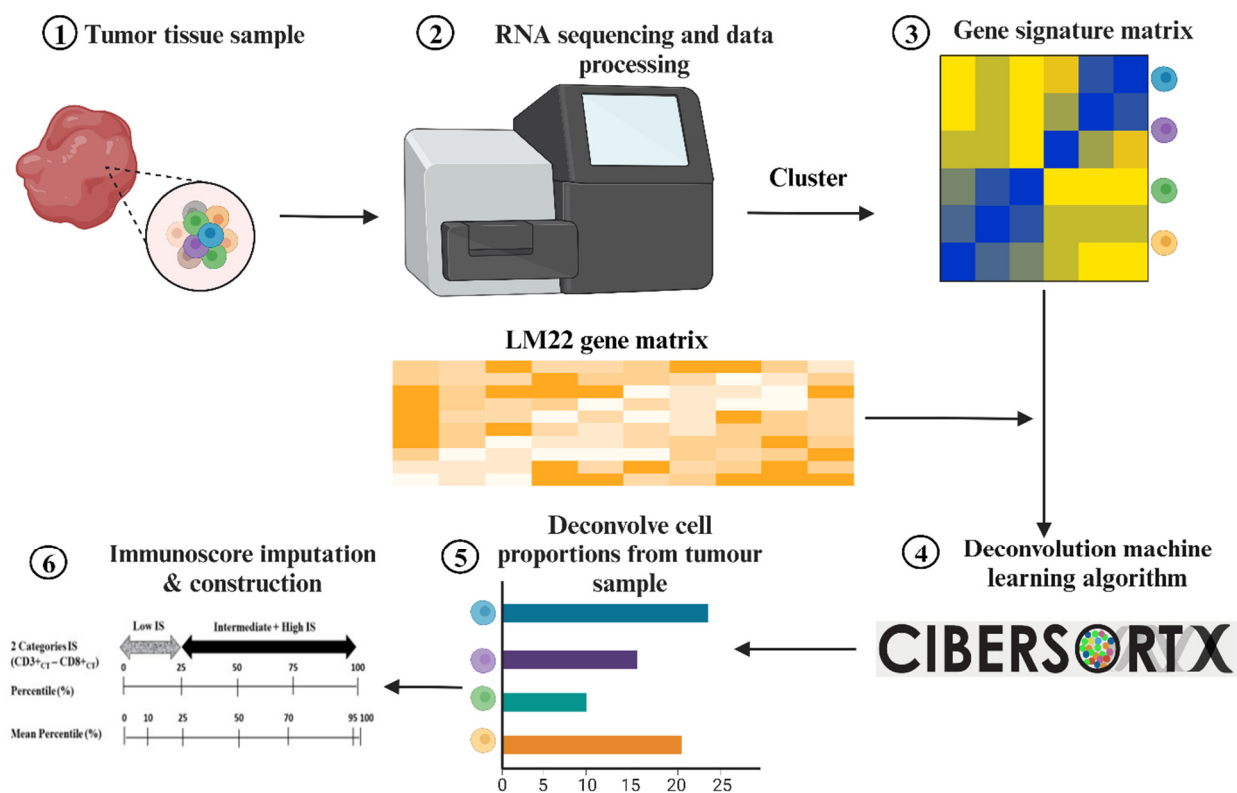 1 Tumor tissue sample
2 RNA sequencing and data
processing
3 Gene signature matrix
Cluster
LM22 gene matrix
4 Deconvolution machine
learning algorithm
CIBERSORTX
5 Deconvolve cell
proportions from tumour
sample
0 5 10 15 20 25
6 Immunoscore imputation
& construction
Low IS Intermediate + High IS
2 Categories IS
(CD3+CT – CD8+CT)
0 25 50 75 100
Percentile (%)
0 10 25 50 70 95 100
Mean Percentile (%)